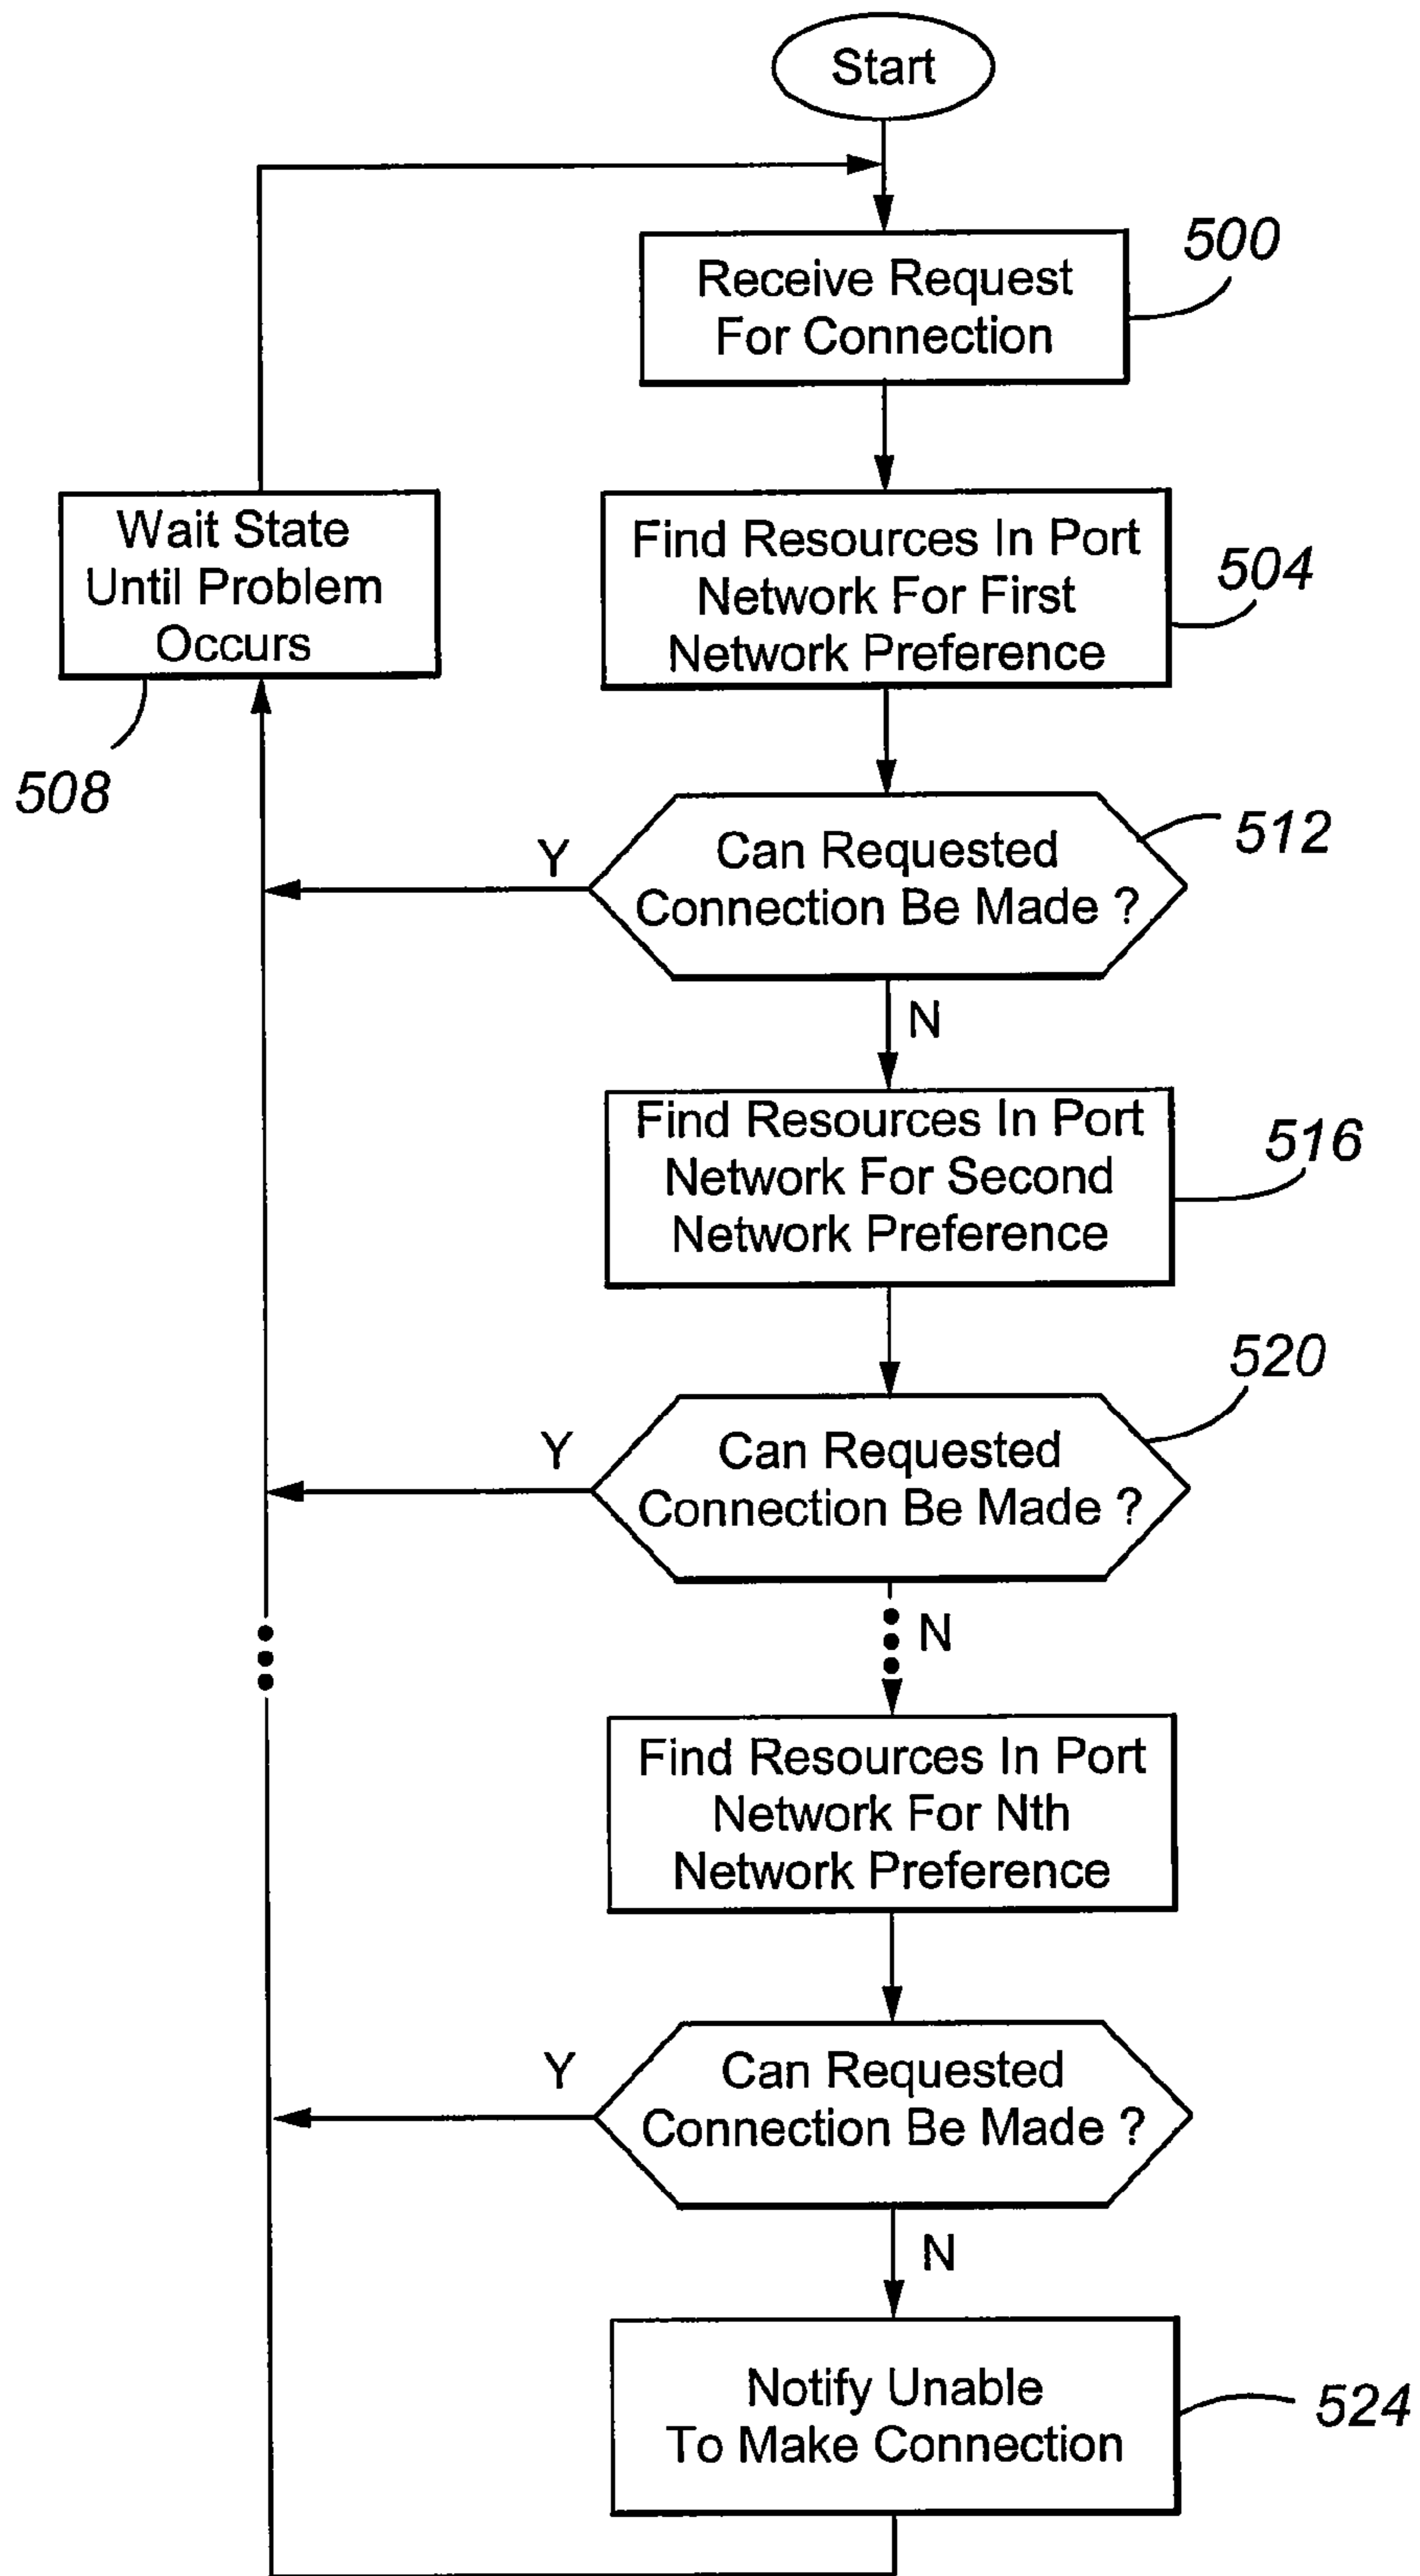 Start
500
Receive Request
For Connection
Wait State
Until Problem
Occurs
508
Find Resources In Port
Network For First
Network Preference
504
Can Requested
Connection Be Made ?
512
Y
N
Find Resources In Port
Network For Second
Network Preference
516
520
Can Requested
Connection Be Made ?
Y
N
Find Resources In Port
Network For Nth
Network Preference
Can Requested
Connection Be Made ?
Y
N
Notify Unable
To Make Connection
524